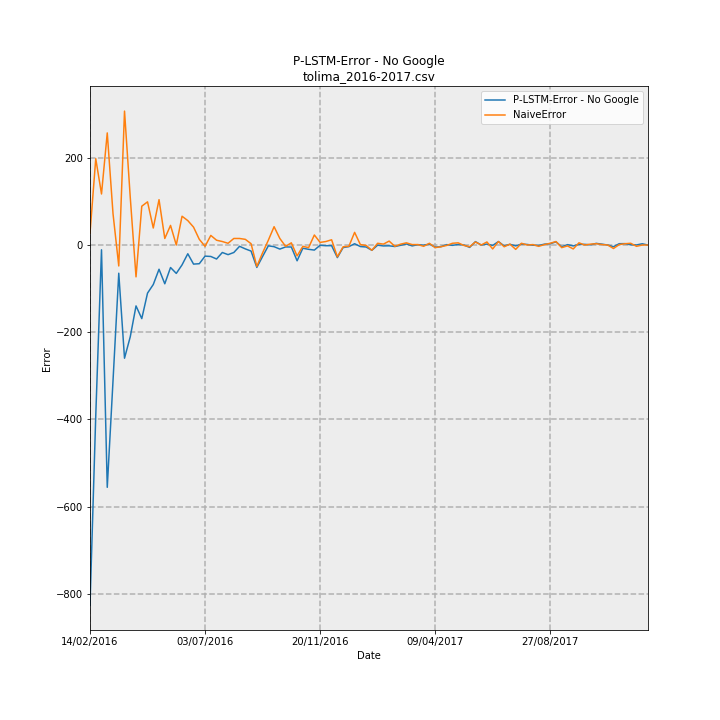 P-LSTM-Error - No Google
tolima_2016-2017.csv
P-LSTM-Error - No Google
NaiveError
200
0
−200
−400
−600
−800
Error
14/02/2016
03/07/2016
20/11/2016
09/04/2017
27/08/2017
Date